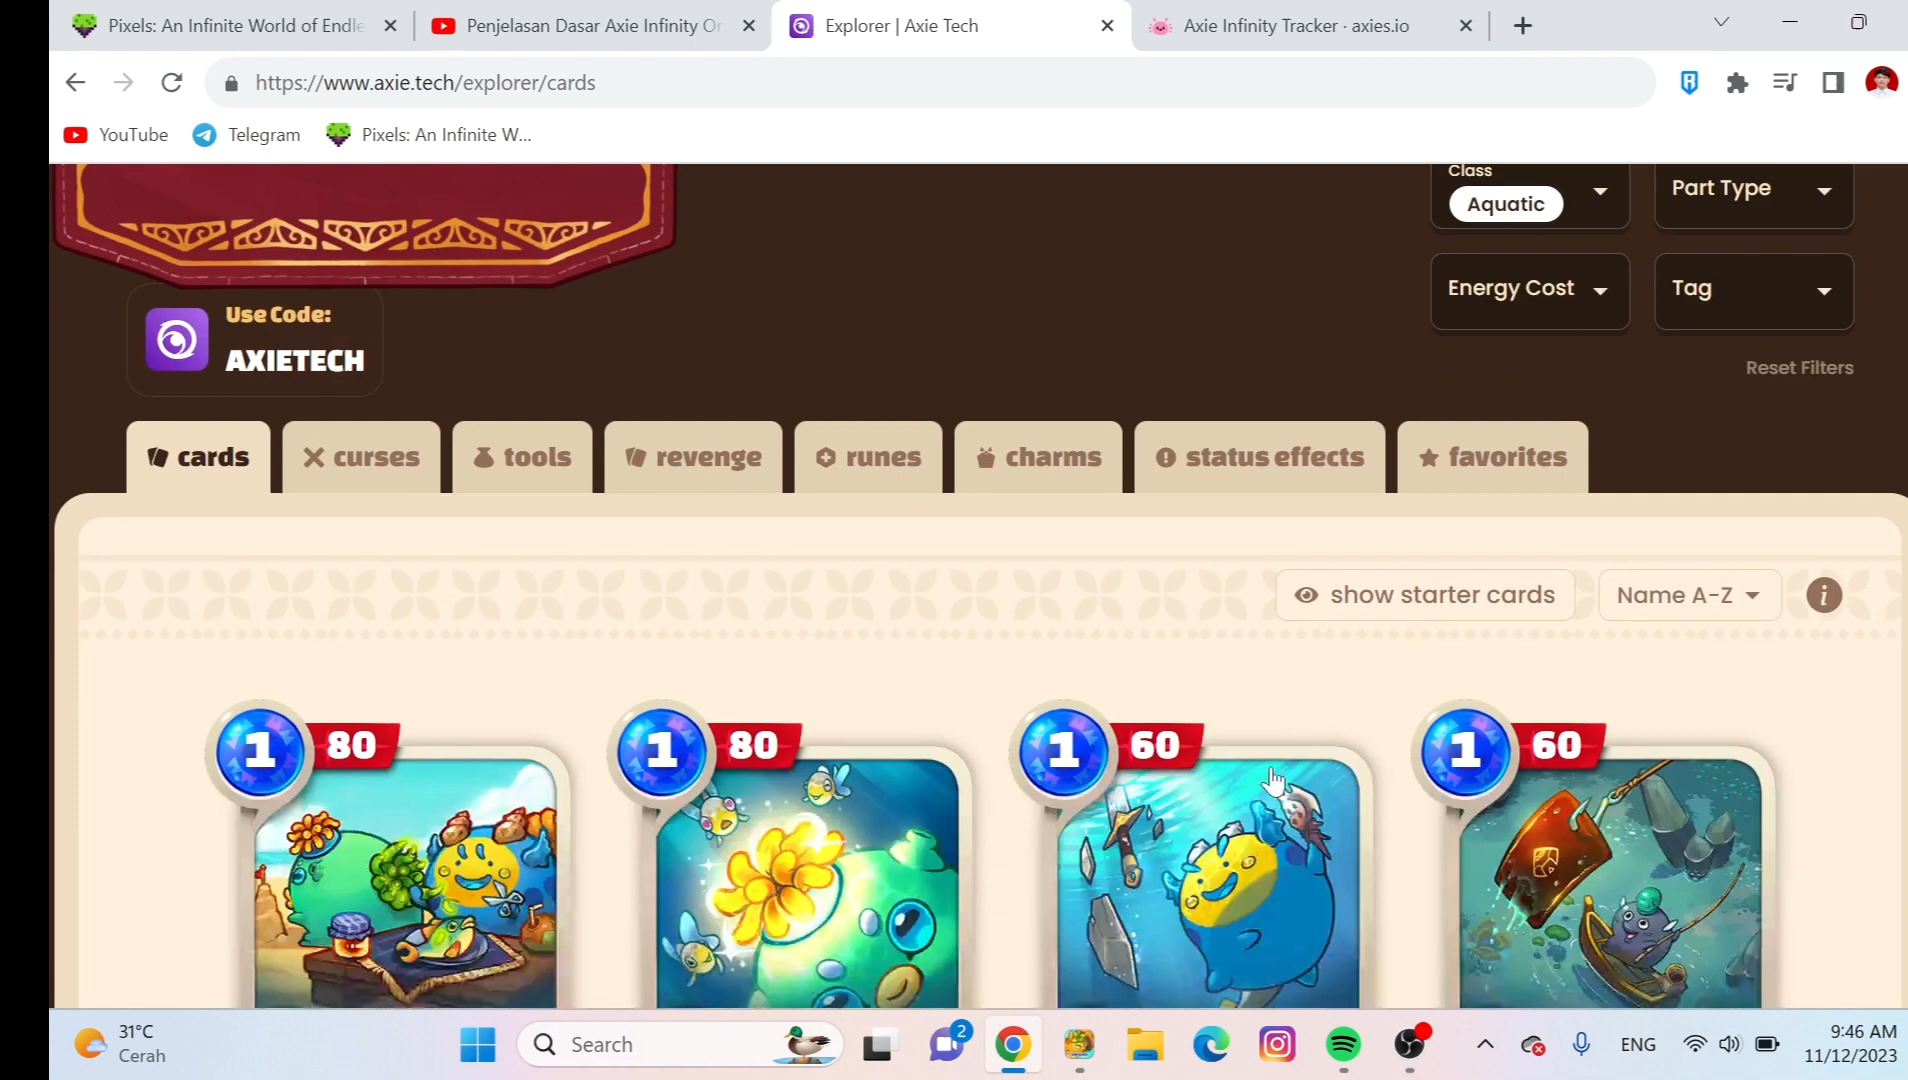 Pixels: An Infinite World of Endle
Penjelasan Dasar Axie Infinity Or
Explorer | Axie Tech
Axie Infinity Tracker · axies.io
https://www.axie.tech/explorer/cards
YouTube
Telegram
Pixels: An Infinite W...
Class
Aquatic
Part Type
Energy Cost
Tag
Use Code:
AXIETECH
Reset Filters
cards
curses
tools
revenge
runes
charms
status effects
favorites
show starter cards
Name A-Z
1 80
1 80
1 60
1 60
31°C
Cerah
Search
2
ENG
9:46 AM
11/12/2023